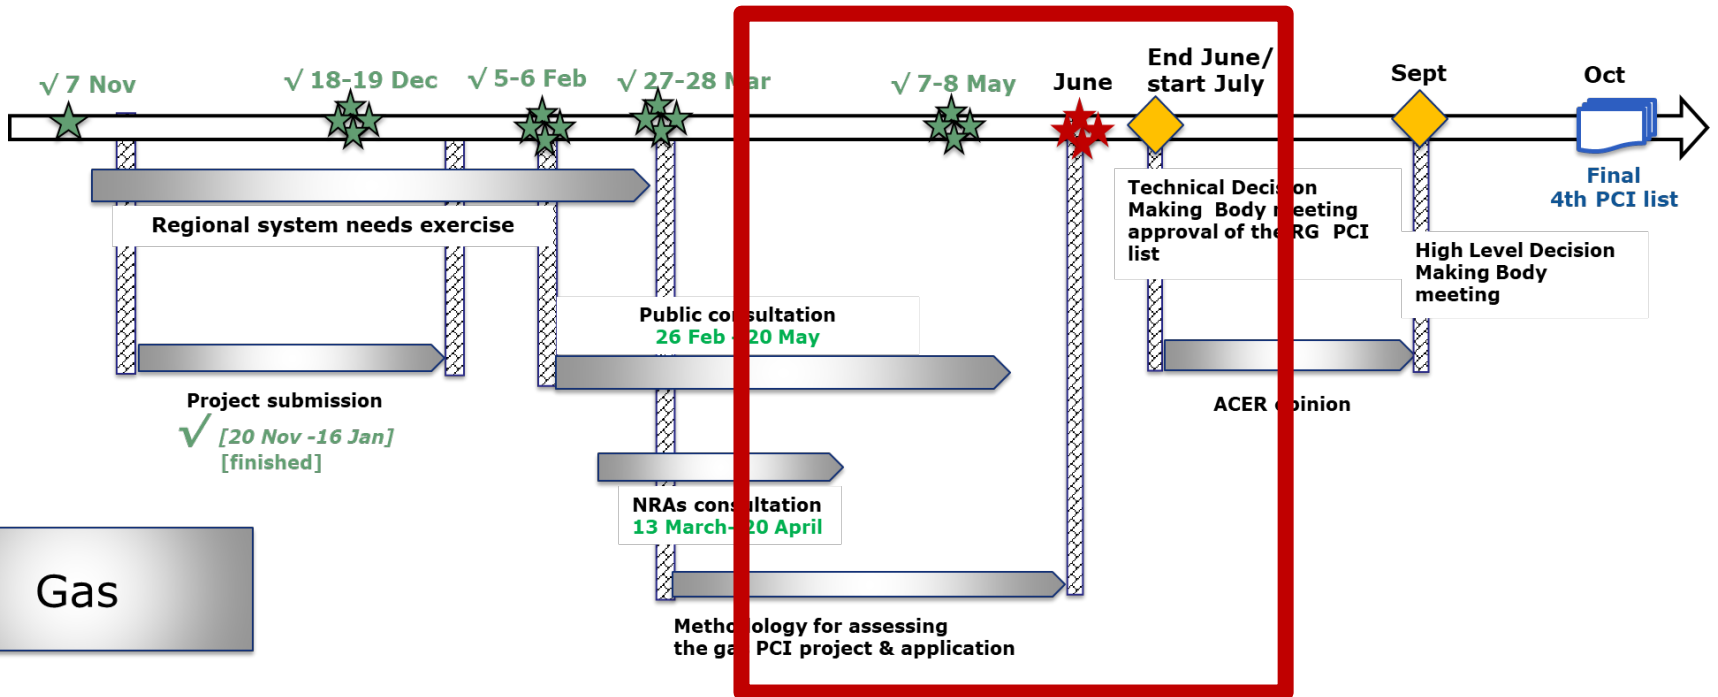 √ 7 Nov
√ 18-19 Dec
√ 5-6 Feb
√ 27-28 Mar
√ 7-8 May
June
End June/
start July
Sept
Oct
Final
4th PCI list
Regional system needs exercise
Technical Decision
Making Body meeting
approval of the RG PCI
list
High Level Decision
Making Body
meeting
Public consultation
26 Feb - 20 May
Project submission
√ [20 Nov -16 Jan]
[finished]
ACER opinion
NRAs consultation
13 March- 20 April
Gas
Methodology for assessing
the gas PCI project & application